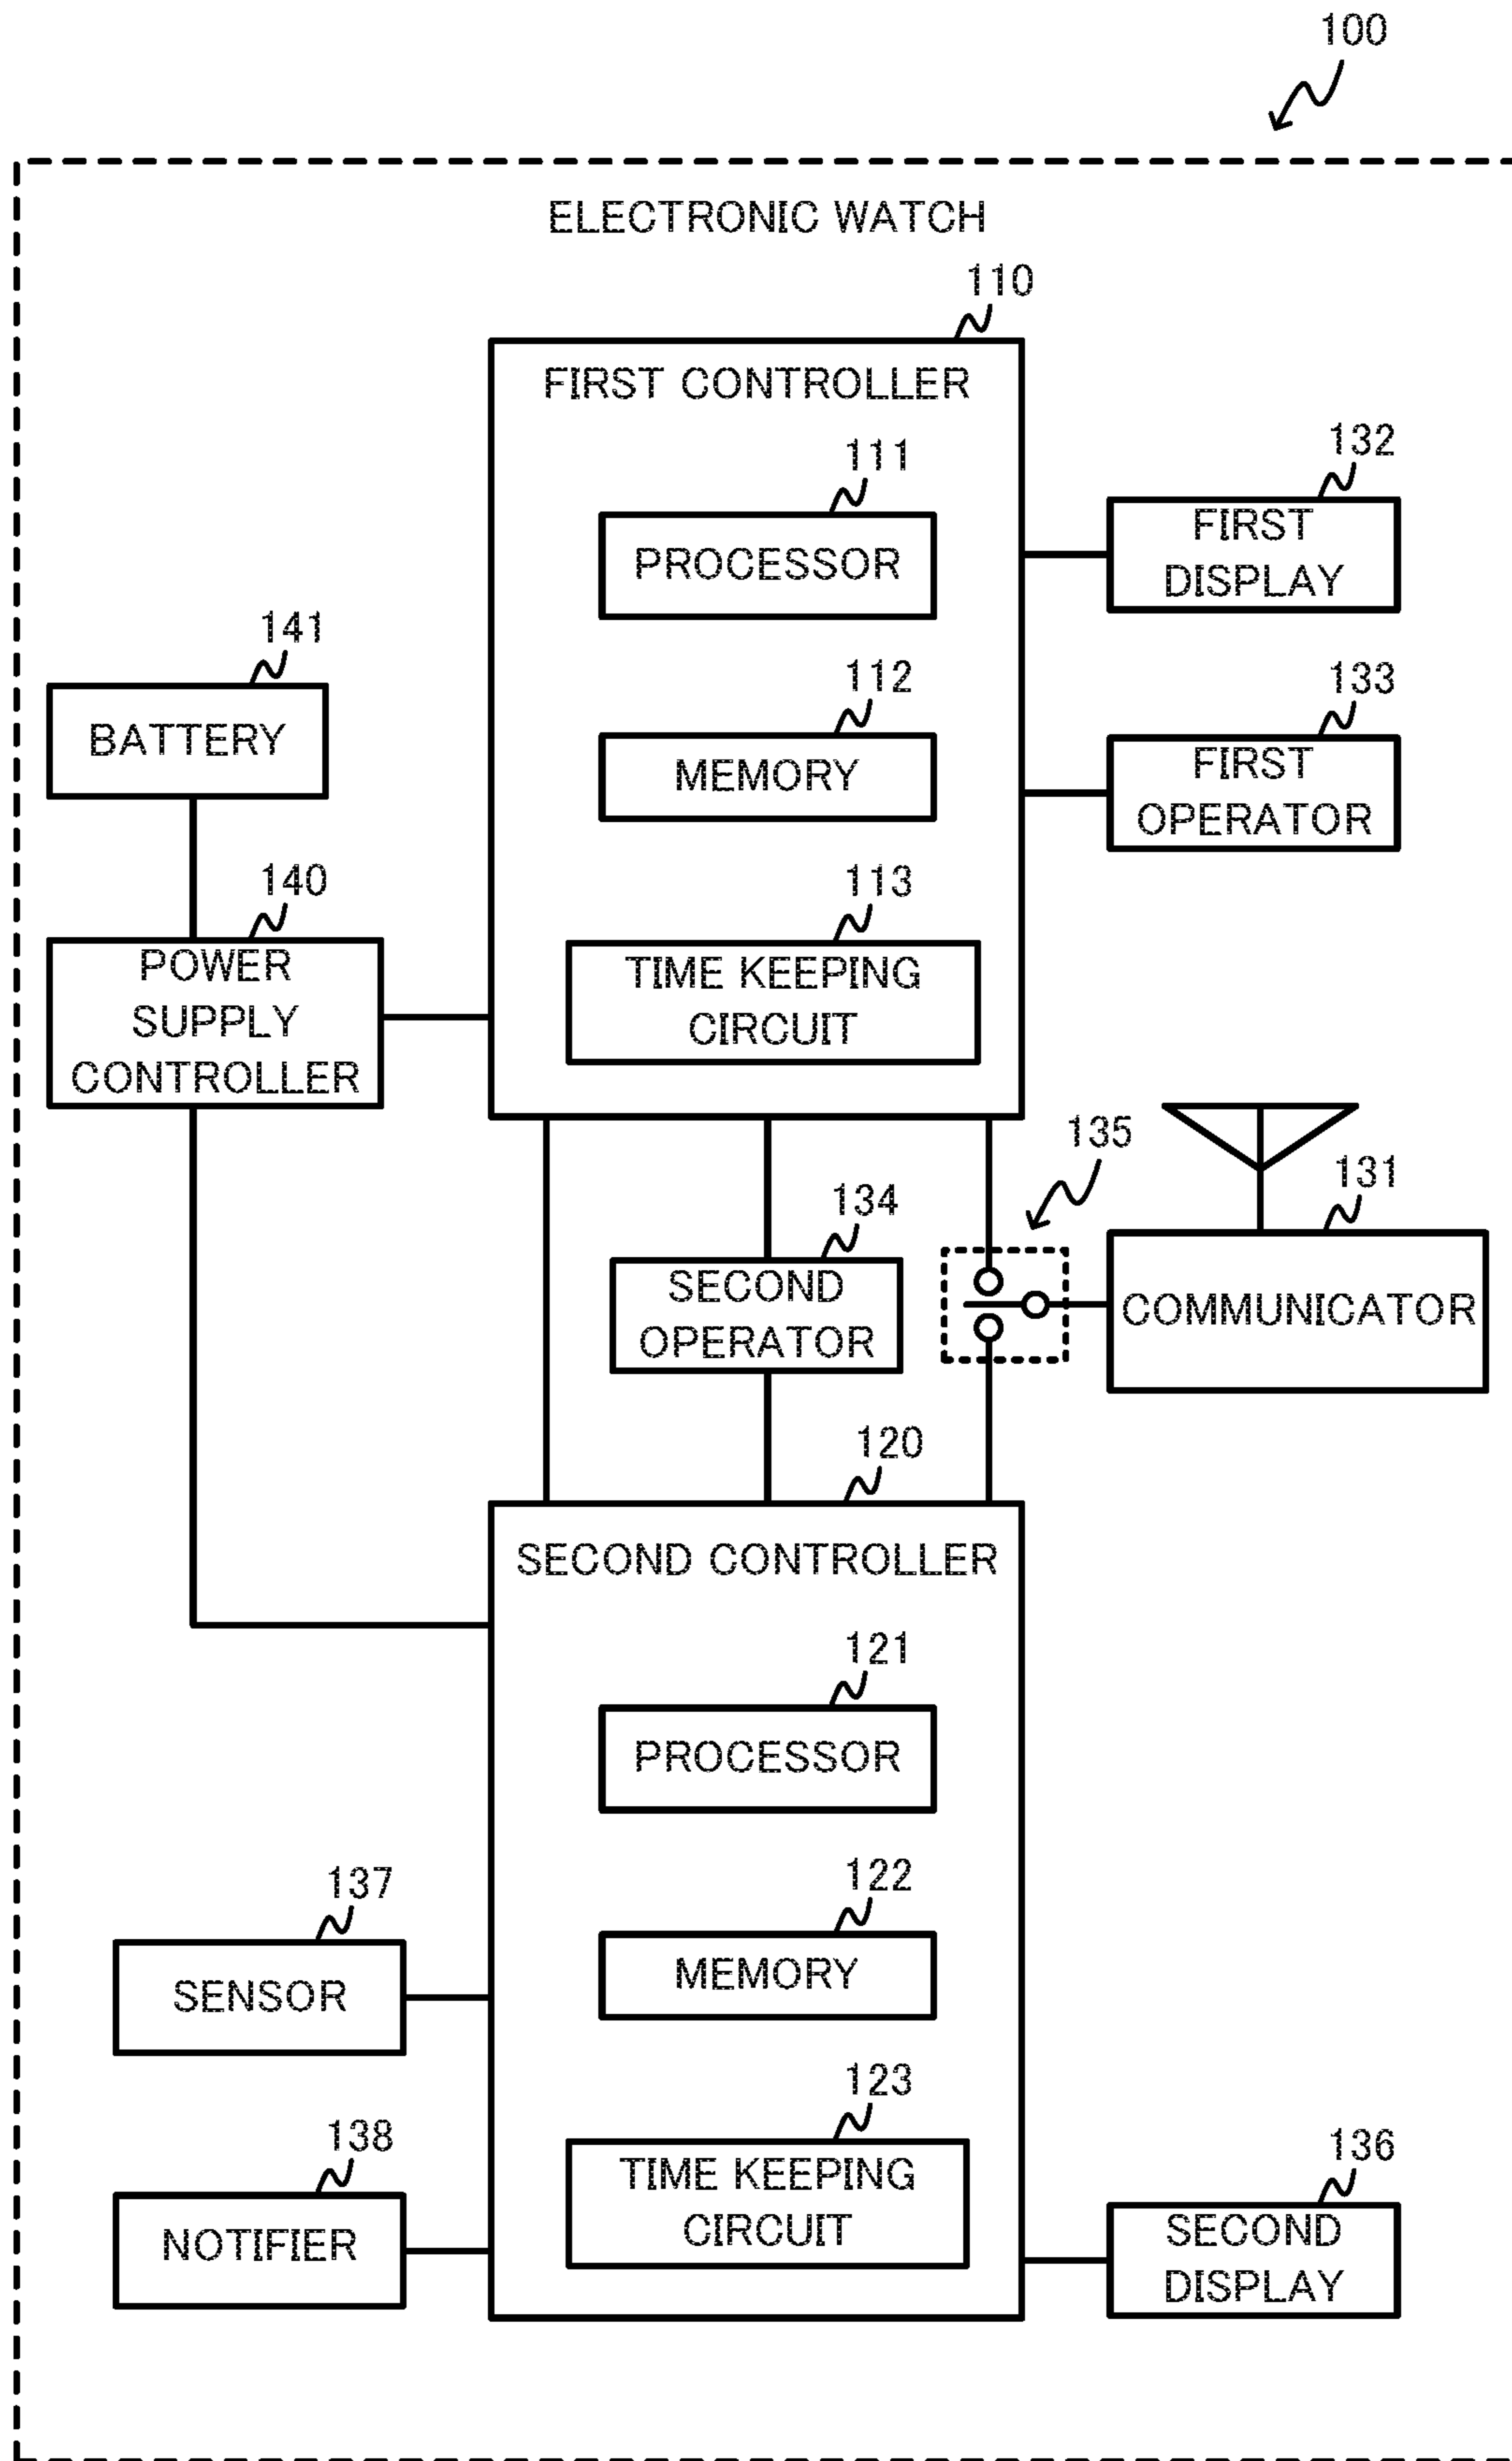 100
ELECTRONIC WATCH
110
FIRST CONTROLLER
111
PROCESSOR
132
FIRST
DISPLAY
141
BATTERY
112
MEMORY
133
FIRST
OPERATOR
140
POWER
SUPPLY
CONTROLLER
113
TIME KEEPING
CIRCUIT
135
131
COMMUNICATOR
134
SECOND
OPERATOR
120
SECOND CONTROLLER
121
PROCESSOR
137
SENSOR
122
MEMORY
138
NOTIFIER
123
TIME KEEPING
CIRCUIT
136
SECOND
DISPLAY